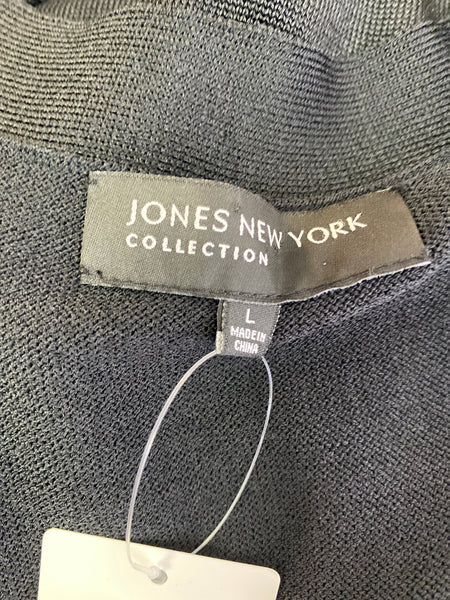 JONES NEW YORK
COLLECTION
L
MADE IN
CHINA